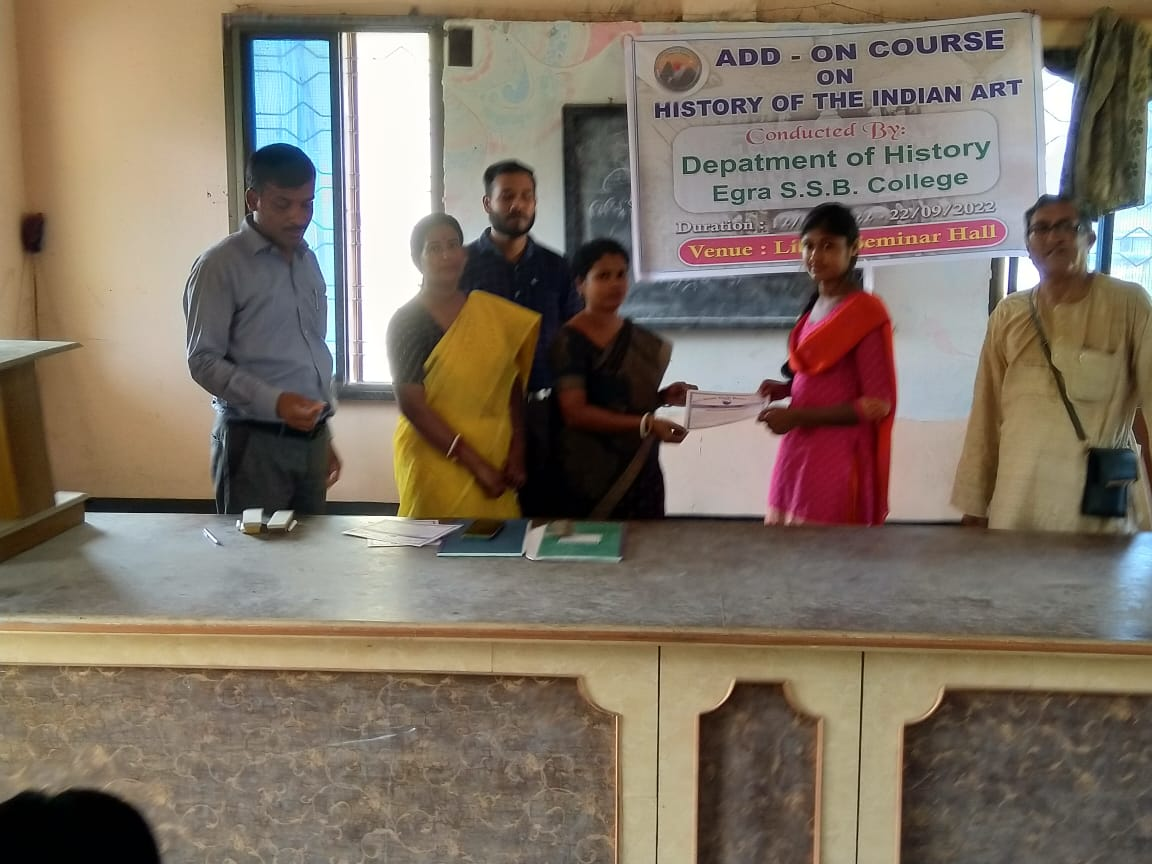 ADD - ON COURSE
ON
HISTORY OF THE INDIAN ART
Conducted By:
Depatment of History
Egra S.S.B. College
Duration : - 22/09/2022
Venue : Seminar Hall